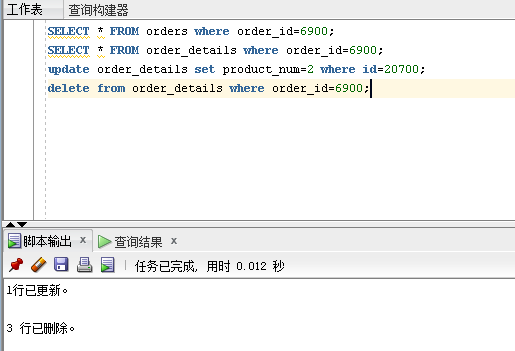 工作表 查询构建器
SELECT * FROM orders where order_id=6900;
SELECT * FROM order_details where order_id=6900;
update order_details set product_num=2 where id=20700;
delete from order_details where order_id=6900;
脚本输出 x 查询结果 x
任务已完成, 用时 0.012 秒
1行已更新。
3 行已删除。